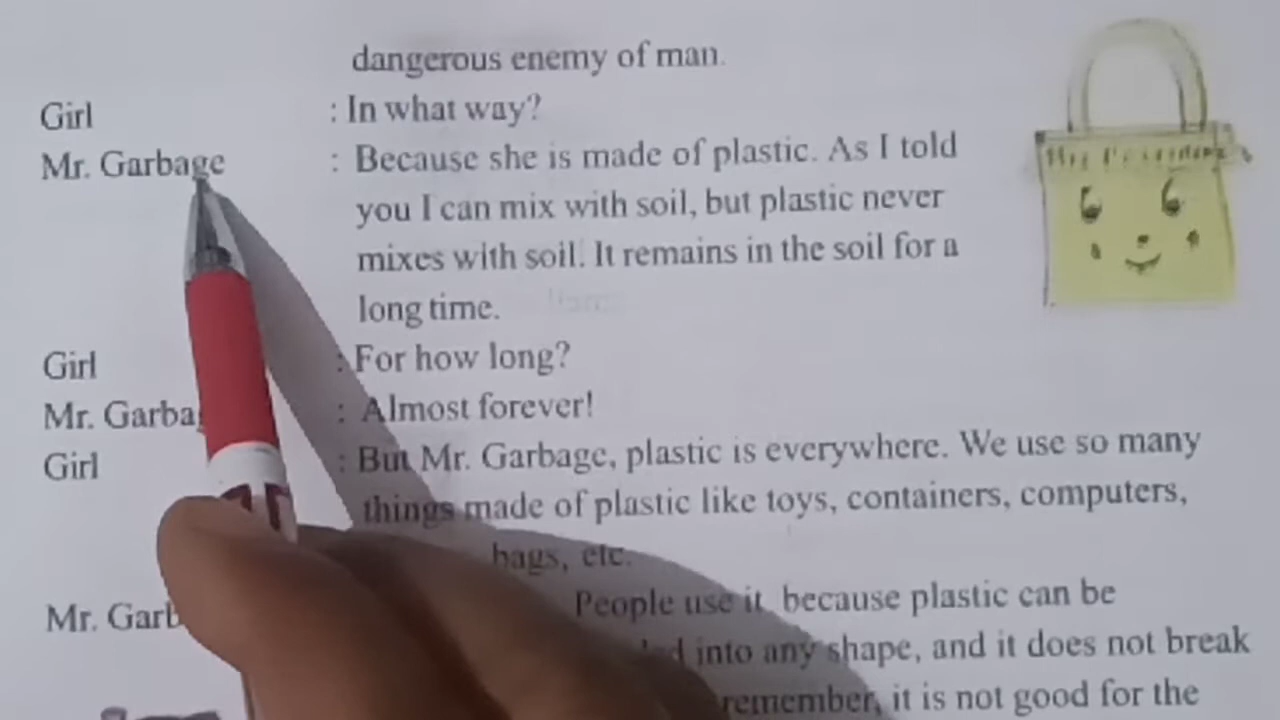 dangerous enemy of man.
Girl : In what way?
Mr. Garbage : Because she is made of plastic. As I told
you I can mix with soil, but plastic never
mixes with soil. It remains in the soil for a
long time.
Girl : For how long?
Mr. Garba : Almost forever!
Girl : But Mr. Garbage, plastic is everywhere. We use so many
things made of plastic like toys, containers, computers,
bags, etc.
Mr. Garb People use it because plastic can be
into any shape, and it does not break
remember, it is not good for the